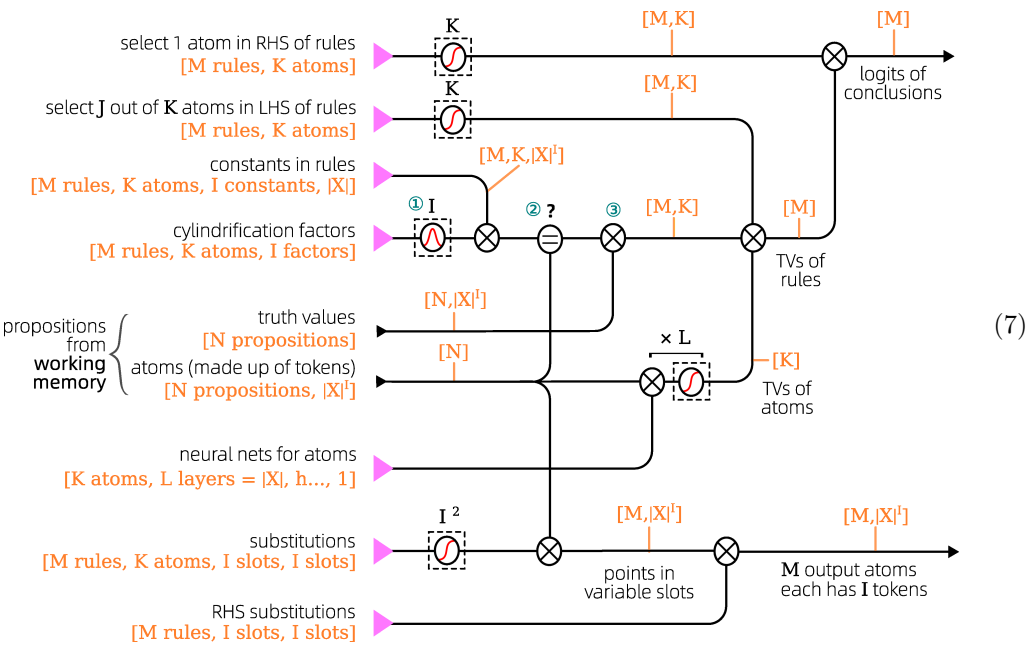 K
[M,K]
[M]
select 1 atom in RHS of rules
[M rules, K atoms]
logits of
conclusions
K
[M,K]
select J out of K atoms in LHS of rules
[M rules, K atoms]
constants in rules
[M rules, K atoms, I constants, |X|]
[M,K,|X|ᴵ]
① I
② ?
③
[M,K]
[M]
cylindrification factors
[M rules, K atoms, I factors]
=
TVs of
rules
propositions
from
working
memory
truth values
[N propositions]
[N,|X|ᴵ]
atoms (made up of tokens)
[N propositions, |X|ᴵ]
[N]
× L
[K]
TVs of
atoms
(7)
neural nets for atoms
[K atoms, L layers = |X|, h..., 1]
I ²
[M,|X|ᴵ]
[M,|X|ᴵ]
substitutions
[M rules, K atoms, I slots, I slots]
points in
variable slots
M output atoms
each has I tokens
RHS substitutions
[M rules, I slots, I slots]